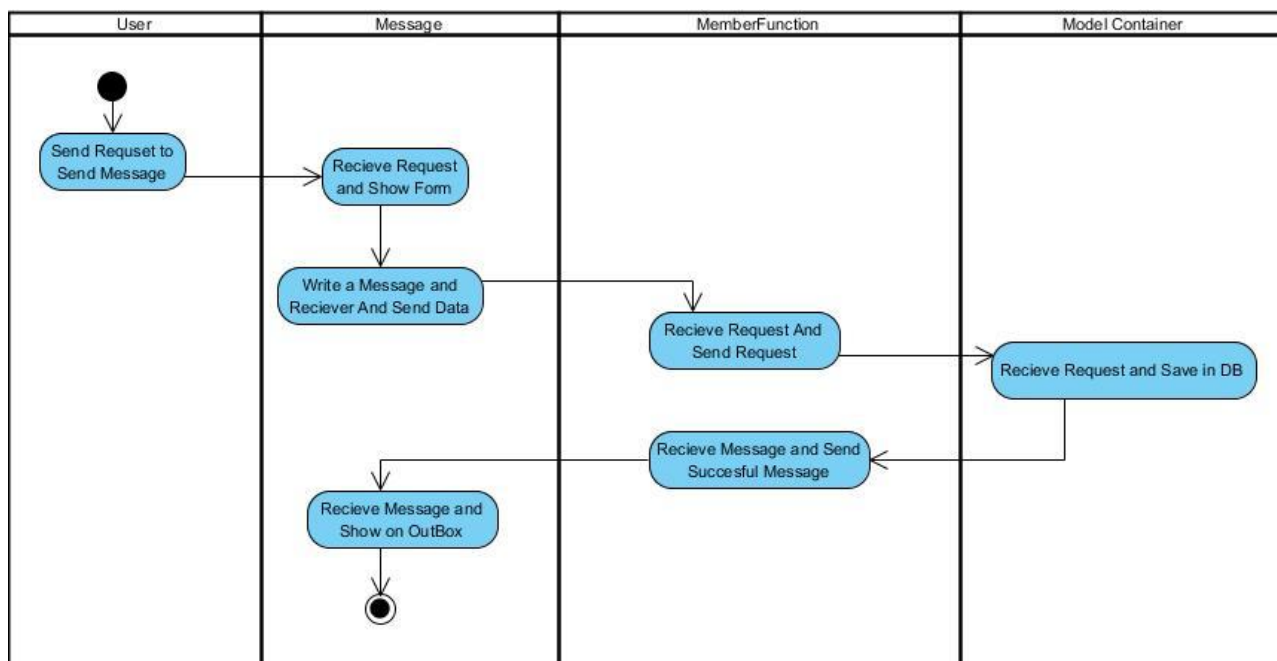 User
Message
MemberFunction
Model Container
Send Requset to
Send Message
Recieve Request
and Show Form
Write a Message and
Reciever And Send Data
Recieve Request And
Send Request
Recieve Request and Save in DB
Recieve Message and Send
Succesful Message
Recieve Message and
Show on OutBox